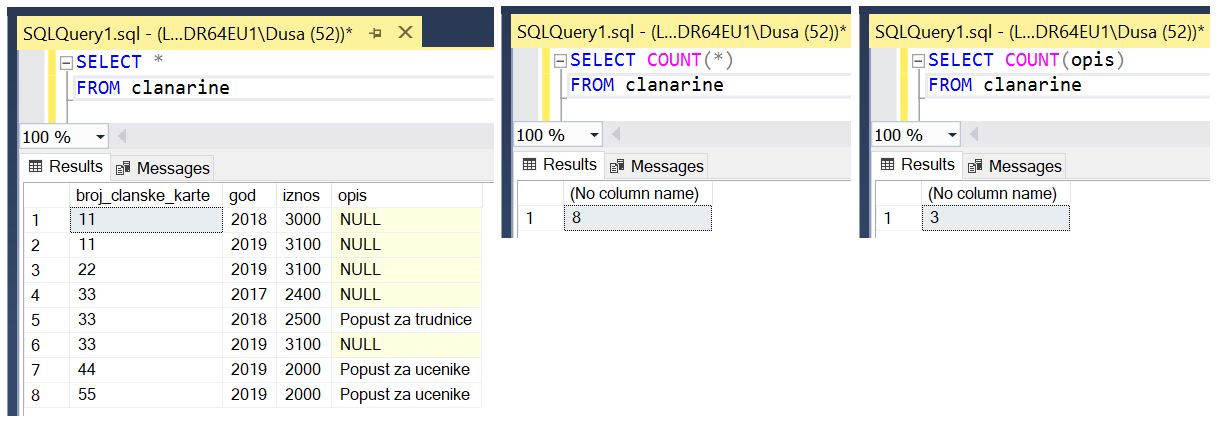 SQLQuery1.sql - (L...DR64EU1\Dusa (52))*
SELECT *
FROM clanarine
100 %
Results Messages
broj_clanske_karte god iznos opis
1 11 2018 3000 NULL
2 11 2019 3100 NULL
3 22 2019 3100 NULL
4 33 2017 2400 NULL
5 33 2018 2500 Popust za trudnice
6 33 2019 3100 NULL
7 44 2019 2000 Popust za ucenike
8 55 2019 2000 Popust za ucenike
SQLQuery1.sql - (L...DR64EU1\Dusa (52))*
SELECT COUNT(*)
FROM clanarine
100 %
Results Messages
(No column name)
1 8
SQLQuery1.sql - (L...DR64EU1\Dusa (52))*
SELECT COUNT(opis)
FROM clanarine
100 %
Results Messages
(No column name)
1 3